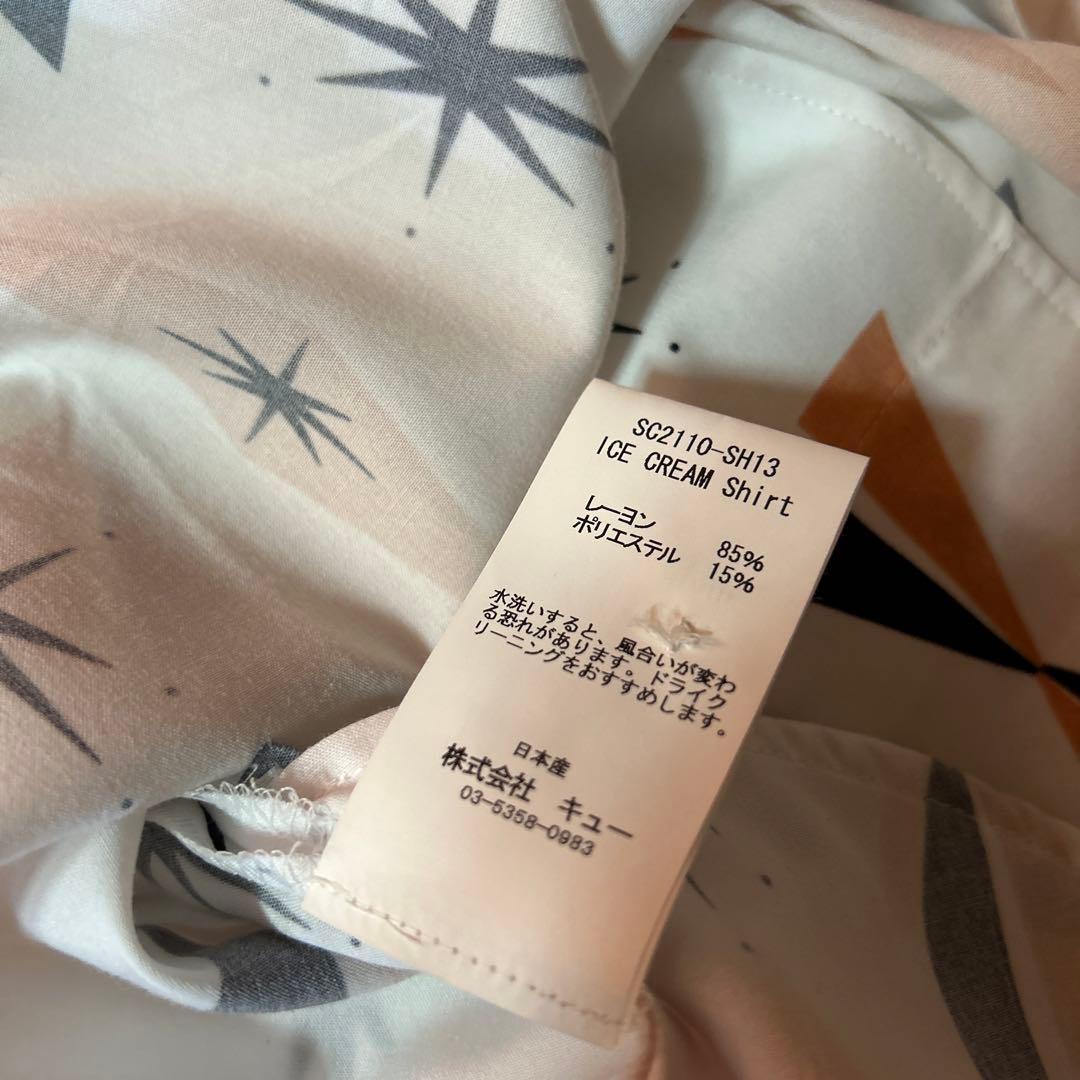 SC2110-SH13
ICE CREAM Shirt
レーヨン 85%
ポリエステル 15%
水洗いすると、風合いが変わ
る恐れがあります。ドライク
リーニングをおすすめします。
日本産
株式会社 キュー
03-5358-0983